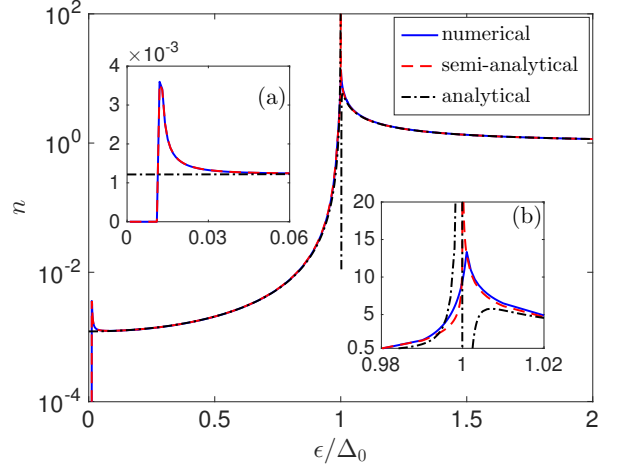 10^2
10^0
10^-2
10^-4
n
0 0.5 1 1.5 2
ϵ/Δ_0
numerical
semi-analytical
analytical
×10^-3
4
3
2
1
0
0 0.03 0.06
(a)
20
15
10
5
0.5
0.98 1 1.02
(b)